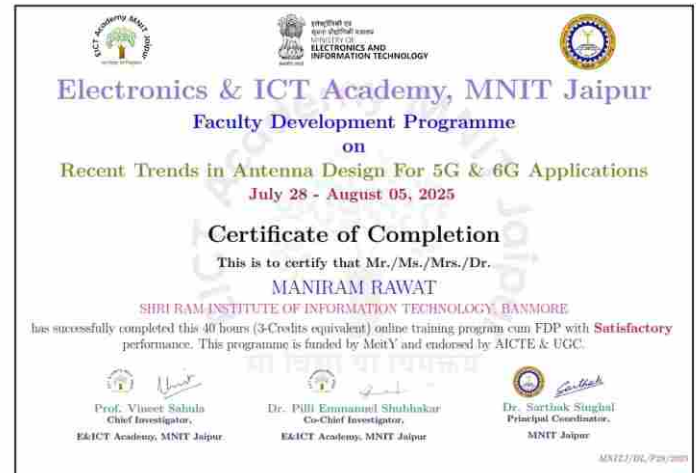 EICT Academy MNIT Jaipur
इलेक्ट्रॉनिकी एवं
सूचना प्रौद्योगिकी मंत्रालय
MINISTRY OF
ELECTRONICS AND
INFORMATION TECHNOLOGY
Electronics & ICT Academy, MNIT Jaipur
Faculty Development Programme
on
Recent Trends in Antenna Design For 5G & 6G Applications
July 28 - August 05, 2025
Certificate of Completion
This is to certify that Mr./Ms./Mrs./Dr.
MANIRAM RAWAT
SHRI RAM INSTITUTE OF INFORMATION TECHNOLOGY, BANMORE
has successfully completed this 40 hours (3-Credits equivalent) online training program cum FDP with Satisfactory
performance. This programme is funded by MeitY and endorsed by AICTE & UGC.
Prof. Vineet Sahula
Chief Investigator,
E&ICT Academy, MNIT Jaipur
Dr. Pilli Emmanuel Shubhakar
Co-Chief Investigator,
E&ICT Academy, MNIT Jaipur
Sarthak
Dr. Sarthak Singhal
Principal Coordinator,
MNIT Jaipur